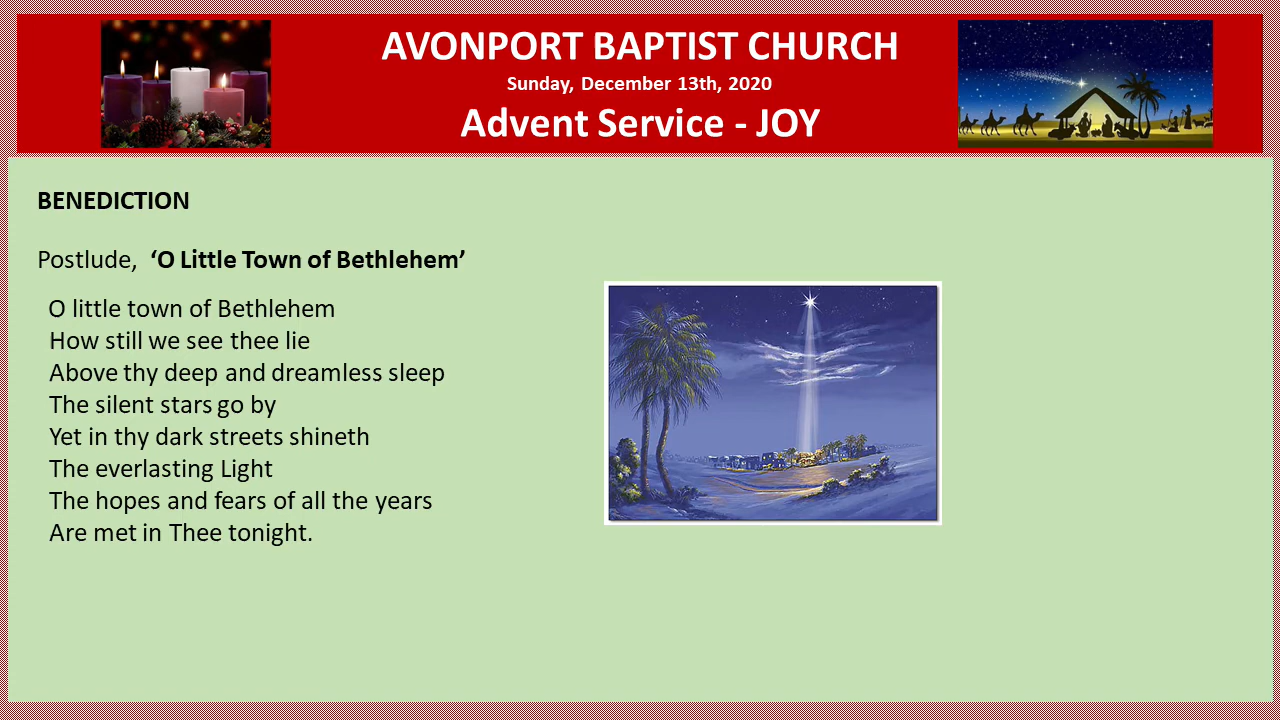 AVONPORT BAPTIST CHURCH
Sunday, December 13th, 2020
Advent Service - JOY
BENEDICTION
Postlude, ‘O Little Town of Bethlehem’
O little town of Bethlehem
How still we see thee lie
Above thy deep and dreamless sleep
The silent stars go by
Yet in thy dark streets shineth
The everlasting Light
The hopes and fears of all the years
Are met in Thee tonight.